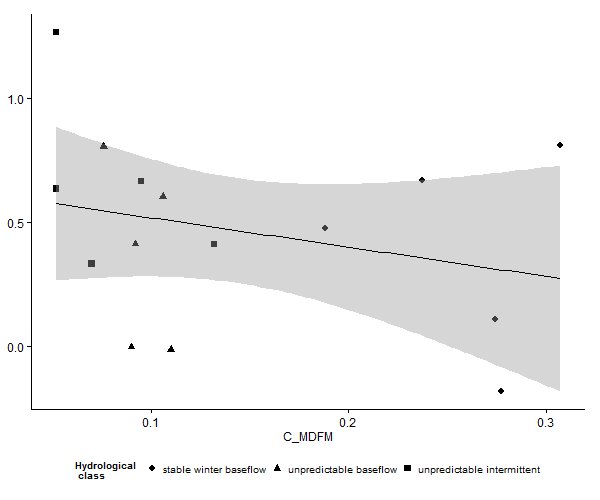 1.0
0.5
0.0
0.1 0.2 0.3
C_MDFM
Hydrological class stable winter baseflow unpredictable baseflow unpredictable intermittent